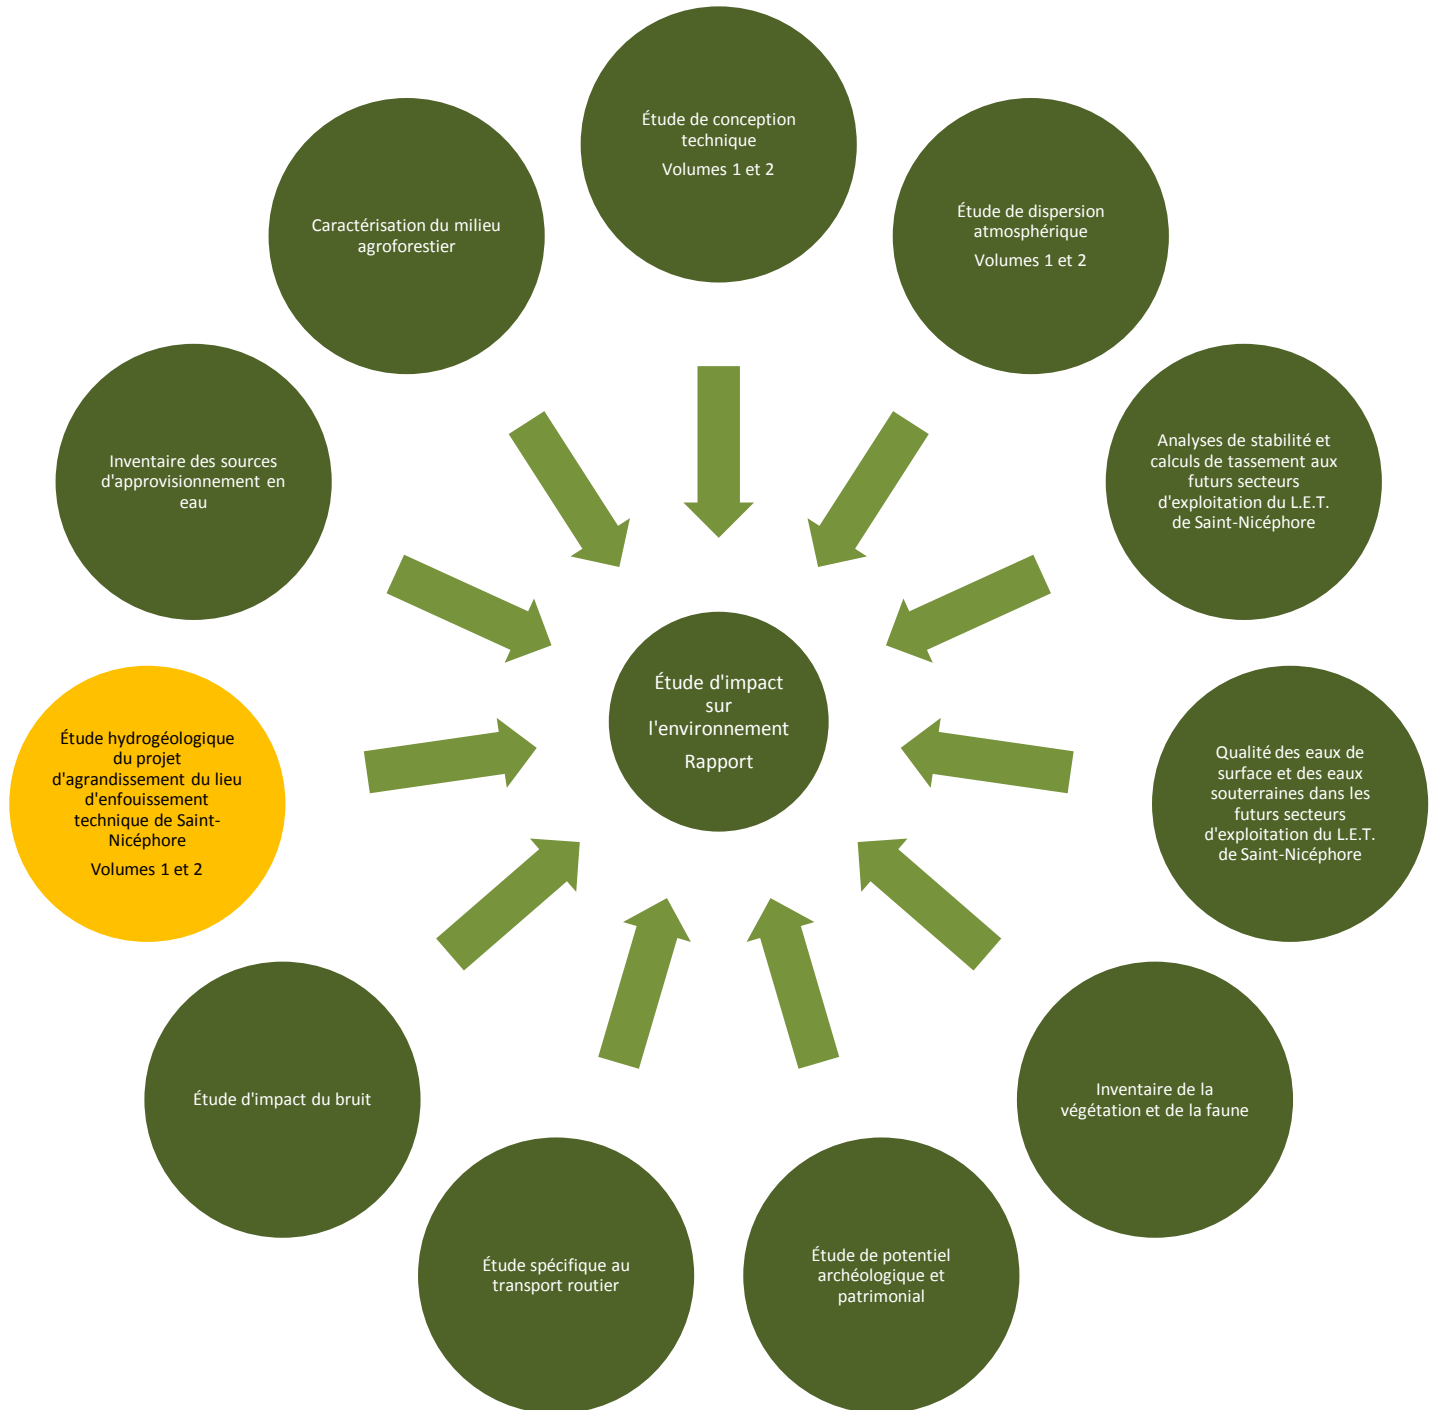 Étude de conception
technique
Volumes 1 et 2
Étude de dispersion
atmosphérique
Volumes 1 et 2
Analyses de stabilité et
calculs de tassement aux
futurs secteurs
d'exploitation du L.E.T.
de Saint-Nicéphore
Qualité des eaux de
surface et des eaux
souterraines dans les
futurs secteurs
d'exploitation du L.E.T.
de Saint-Nicéphore
Inventaire de la
végétation et de la faune
Étude de potentiel
archéologique et
patrimonial
Étude spécifique au
transport routier
Étude d'impact du bruit
Étude hydrogéologique
du projet
d'agrandissement du lieu
d'enfouissement
technique de Saint-
Nicéphore
Volumes 1 et 2
Inventaire des sources
d'approvisionnement en
eau
Caractérisation du milieu
agroforestier
Étude d'impact
sur
l'environnement
Rapport